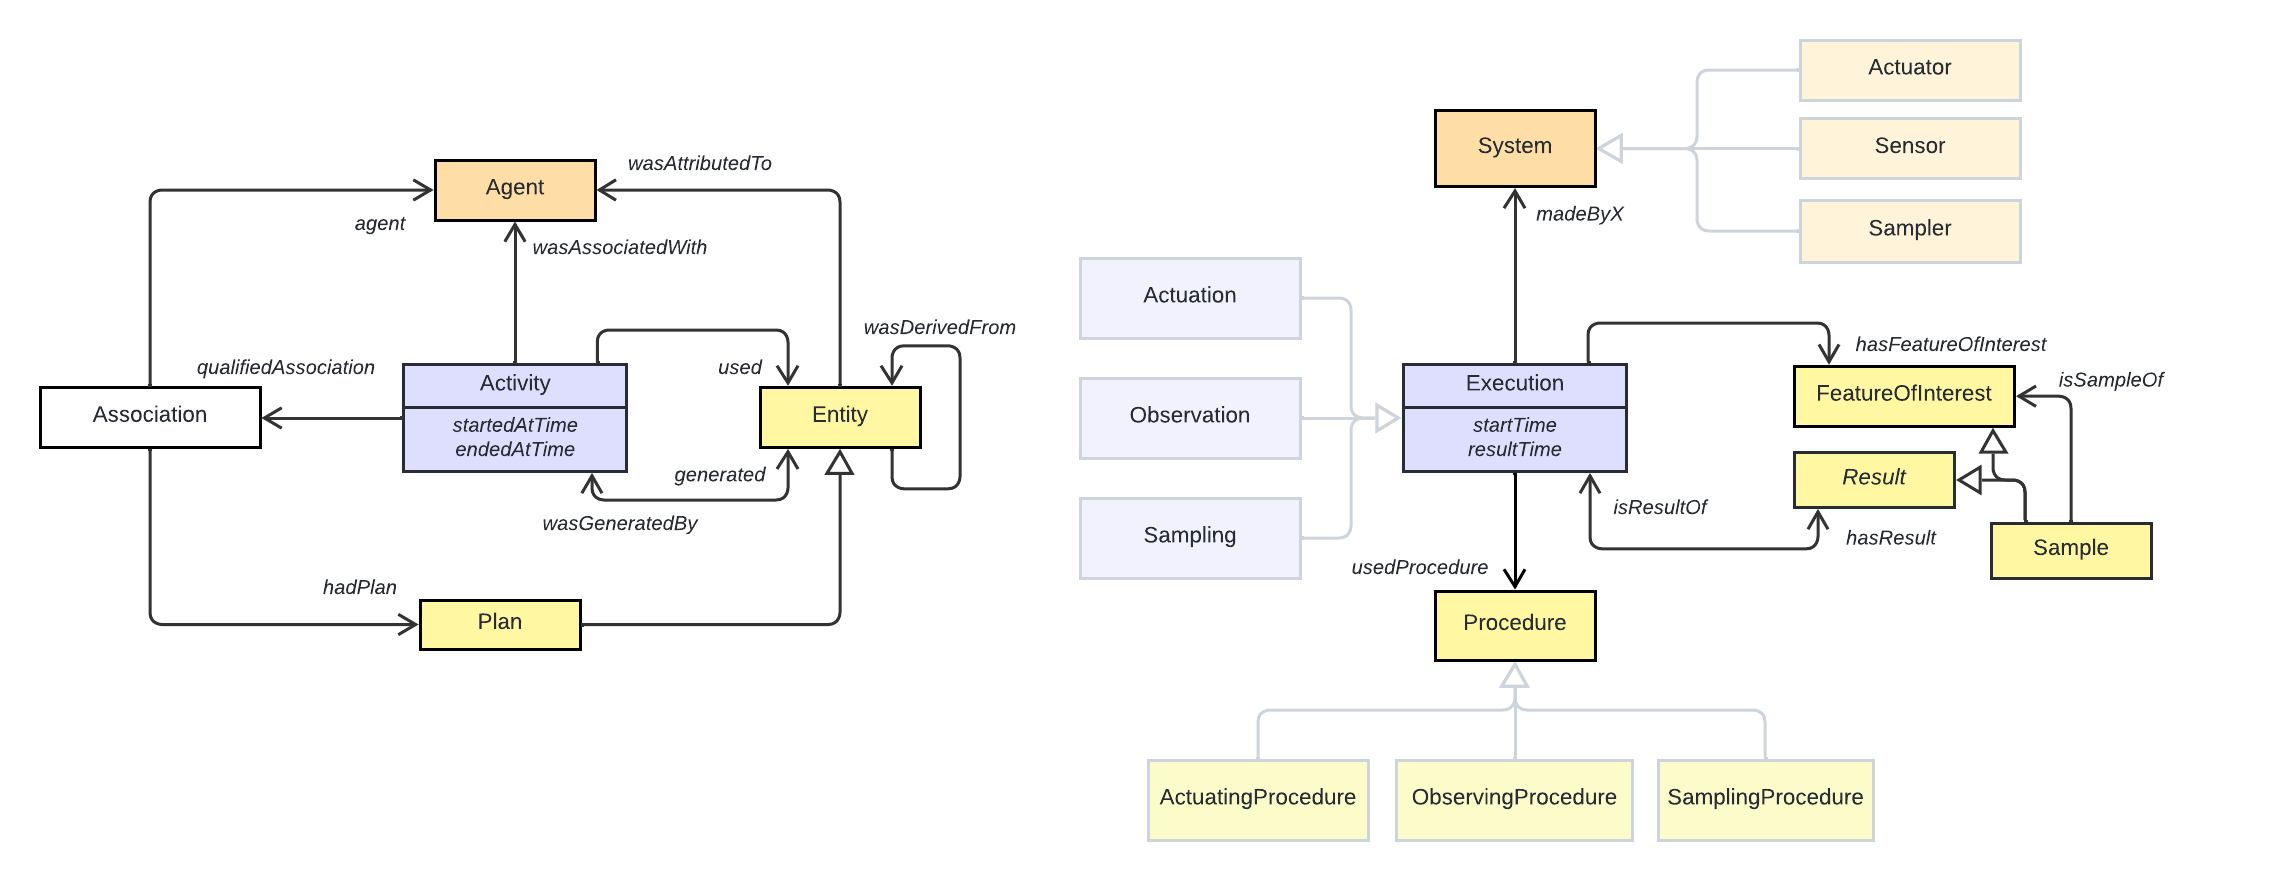 wasAttributedTo
Agent
agent
wasAssociatedWith
wasDerivedFrom
qualifiedAssociation
used
Activity
Association
Entity
startedAtTime
endedAtTime
generated
wasGeneratedBy
hadPlan
Plan
Actuator
System
Sensor
madeByX
Sampler
Actuation
hasFeatureOfInterest
Execution
isSampleOf
FeatureOfInterest
Observation
startTime
resultTime
Result
isResultOf
Sampling
hasResult
Sample
usedProcedure
Procedure
ActuatingProcedure
ObservingProcedure
SamplingProcedure